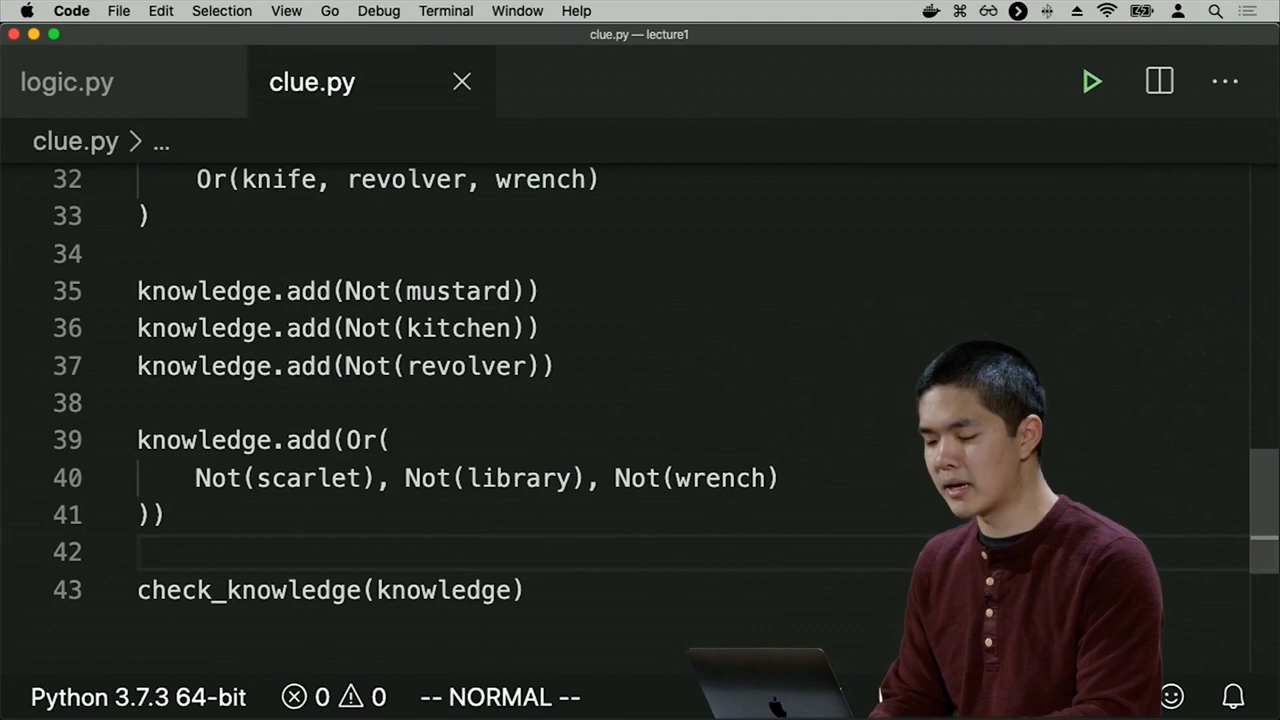 Code File Edit Selection View Go Debug Terminal Window Help
clue.py — lecture1
logic.py clue.py
clue.py > ...
32 Or(knife, revolver, wrench)
33 )
34
35 knowledge.add(Not(mustard))
36 knowledge.add(Not(kitchen))
37 knowledge.add(Not(revolver))
38
39 knowledge.add(Or(
40 Not(scarlet), Not(library), Not(wrench)
41 ))
42
43 check_knowledge(knowledge)
Python 3.7.3 64-bit 0 0 -- NORMAL --